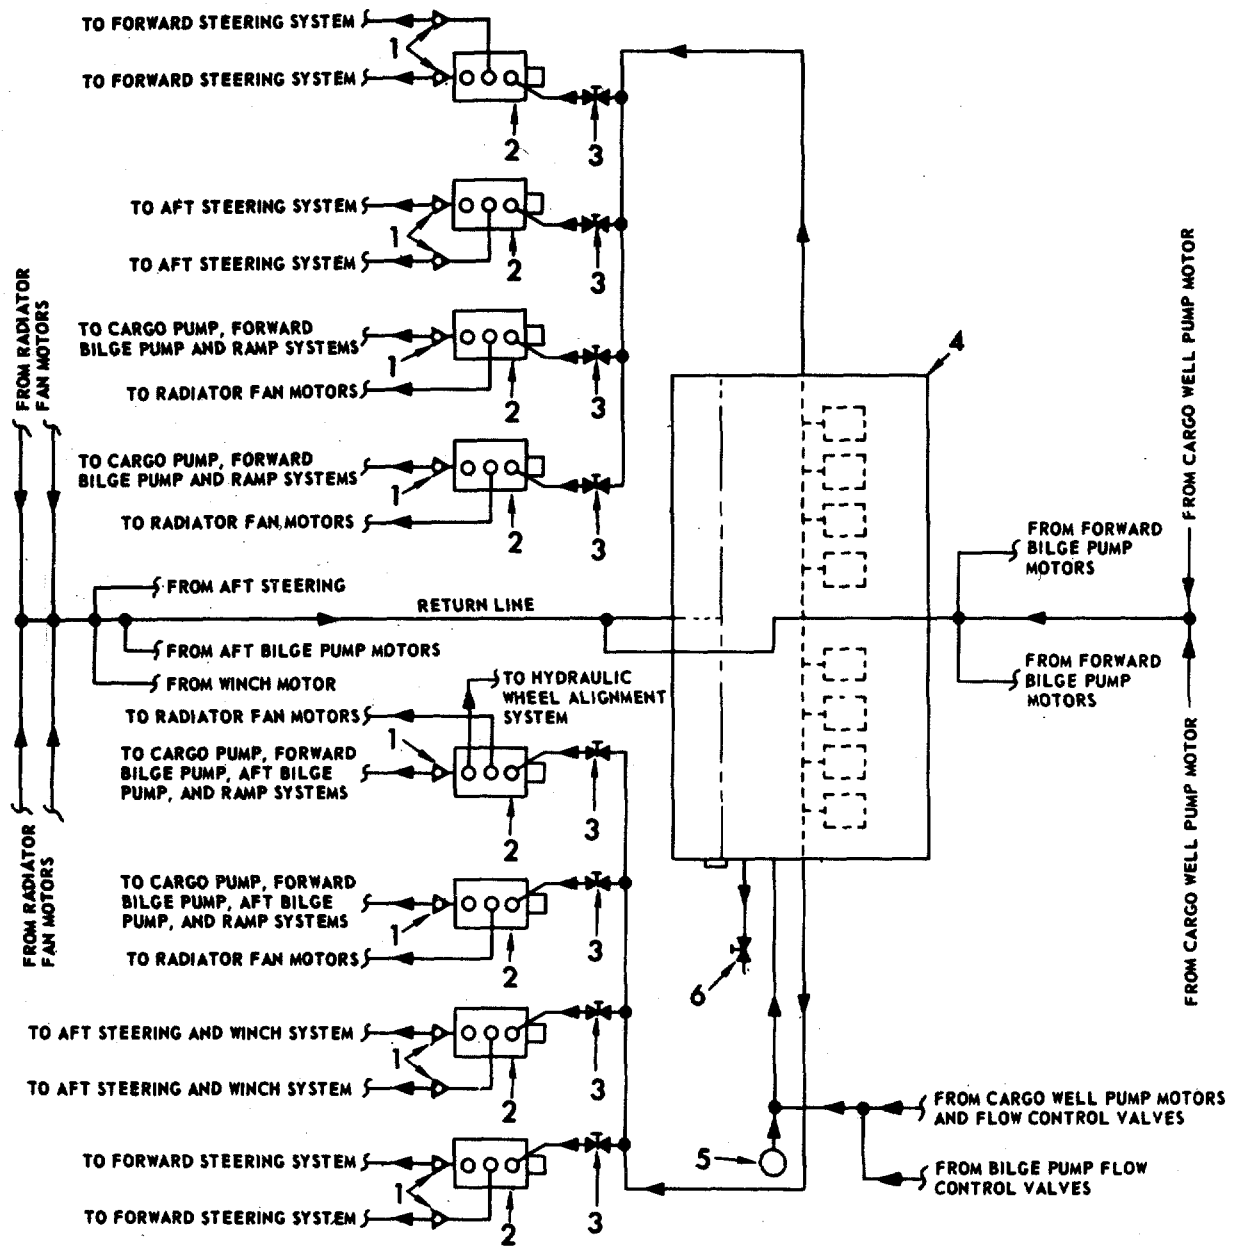 TO FORWARD STEERING SYSTEM
1
TO FORWARD STEERING SYSTEM
2
3
TO AFT STEERING SYSTEM
1
TO AFT STEERING SYSTEM
2
3
TO CARGO PUMP, FORWARD
BILGE PUMP AND RAMP SYSTEMS
1
TO RADIATOR FAN MOTORS
2
3
TO CARGO PUMP, FORWARD
BILGE PUMP AND RAMP SYSTEMS
1
TO RADIATOR FAN MOTORS
2
3
FROM RADIATOR
FAN MOTORS
4
FROM CARGO WELL PUMP MOTOR
FROM FORWARD
BILGE PUMP
MOTORS
FROM AFT STEERING
RETURN LINE
FROM AFT BILGE PUMP MOTORS
FROM WINCH MOTOR
FROM FORWARD
BILGE PUMP
MOTORS
FROM CARGO WELL PUMP MOTOR
TO HYDRAULIC
WHEEL ALIGNMENT
SYSTEM
TO RADIATOR FAN MOTORS
1
TO CARGO PUMP, FORWARD
BILGE PUMP, AFT BILGE
PUMP, AND RAMP SYSTEMS
2
3
FROM RADIATOR
FAN MOTORS
TO CARGO PUMP, FORWARD
BILGE PUMP, AFT BILGE
PUMP, AND RAMP SYSTEMS
1
TO RADIATOR FAN MOTORS
2
3
6
TO AFT STEERING AND WINCH SYSTEM
1
TO AFT STEERING AND WINCH SYSTEM
2
3
FROM CARGO WELL PUMP MOTORS
AND FLOW CONTROL VALVES
5
FROM BILGE PUMP FLOW
CONTROL VALVES
TO FORWARD STEERING SYSTEM
1
TO FORWARD STEERING SYSTEM
2
3